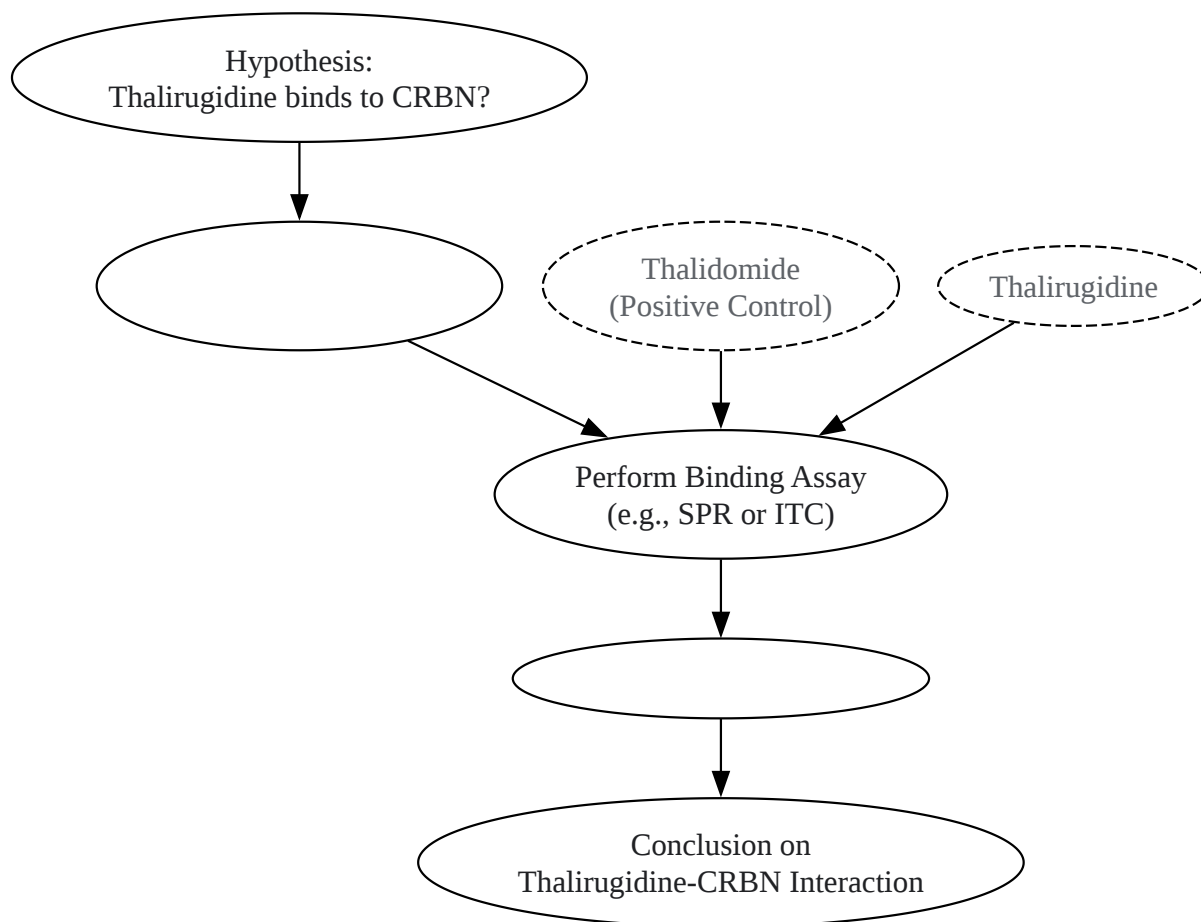 Hypothesis:
Thalirugidine binds to CRBN?
Thalidomide
(Positive Control)
Thalirugidine
Perform Binding Assay
(e.g., SPR or ITC)
Conclusion on
Thalirugidine-CRBN Interaction